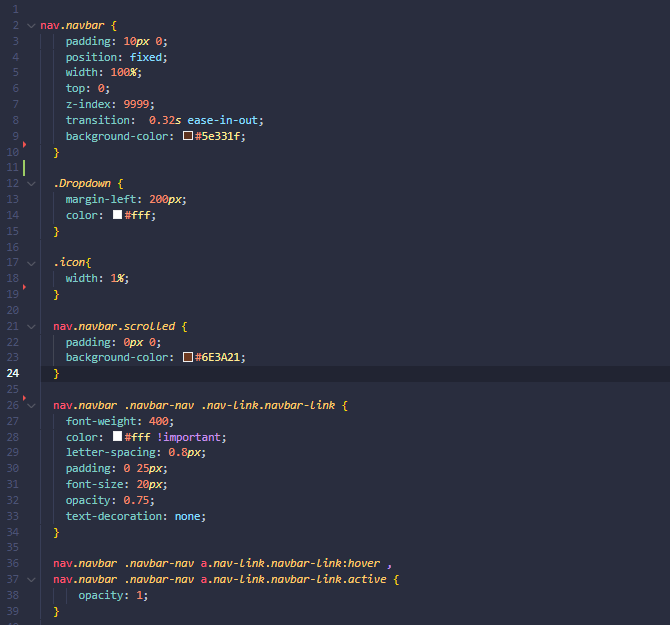 1
2 nav.navbar {
3 padding: 10px 0;
4 position: fixed;
5 width: 100%;
6 top: 0;
7 z-index: 9999;
8 transition:  0.32s ease-in-out;
9 background-color: #5e331f;
10 }
11
12 .Dropdown {
13 margin-left: 200px;
14 color: #fff;
15 }
16
17 .icon{
18 width: 1%;
19 }
20
21 nav.navbar.scrolled {
22 padding: 0px 0;
23 background-color: #6E3A21;
24 }
25
26 nav.navbar .navbar-nav .nav-link.navbar-link {
27 font-weight: 400;
28 color: #fff !important;
29 letter-spacing: 0.8px;
30 padding: 0 25px;
31 font-size: 20px;
32 opacity: 0.75;
33 text-decoration: none;
34 }
35
36 nav.navbar .navbar-nav a.nav-link.navbar-link:hover ,
37 nav.navbar .navbar-nav a.nav-link.navbar-link.active {
38 opacity: 1;
39 }